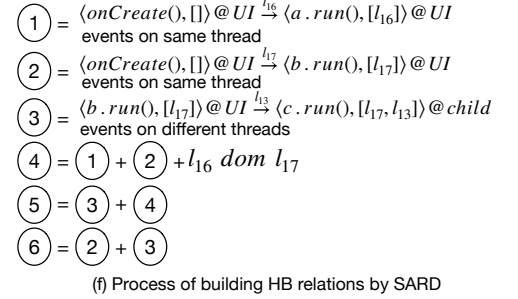 1 = ⟨onCreate(), []⟩@UI →^{l₁₆} ⟨a.run(), [l₁₆]⟩@UI
events on same thread
2 = ⟨onCreate(), []⟩@UI →^{l₁₇} ⟨b.run(), [l₁₇]⟩@UI
events on same thread
3 = ⟨b.run(), [l₁₇]⟩@UI →^{l₁₃} ⟨c.run(), [l₁₇, l₁₃]⟩@child
events on different threads
4 = 1 + 2 + l₁₆ dom l₁₇
5 = 3 + 4
6 = 2 + 3
(f) Process of building HB relations by SARD